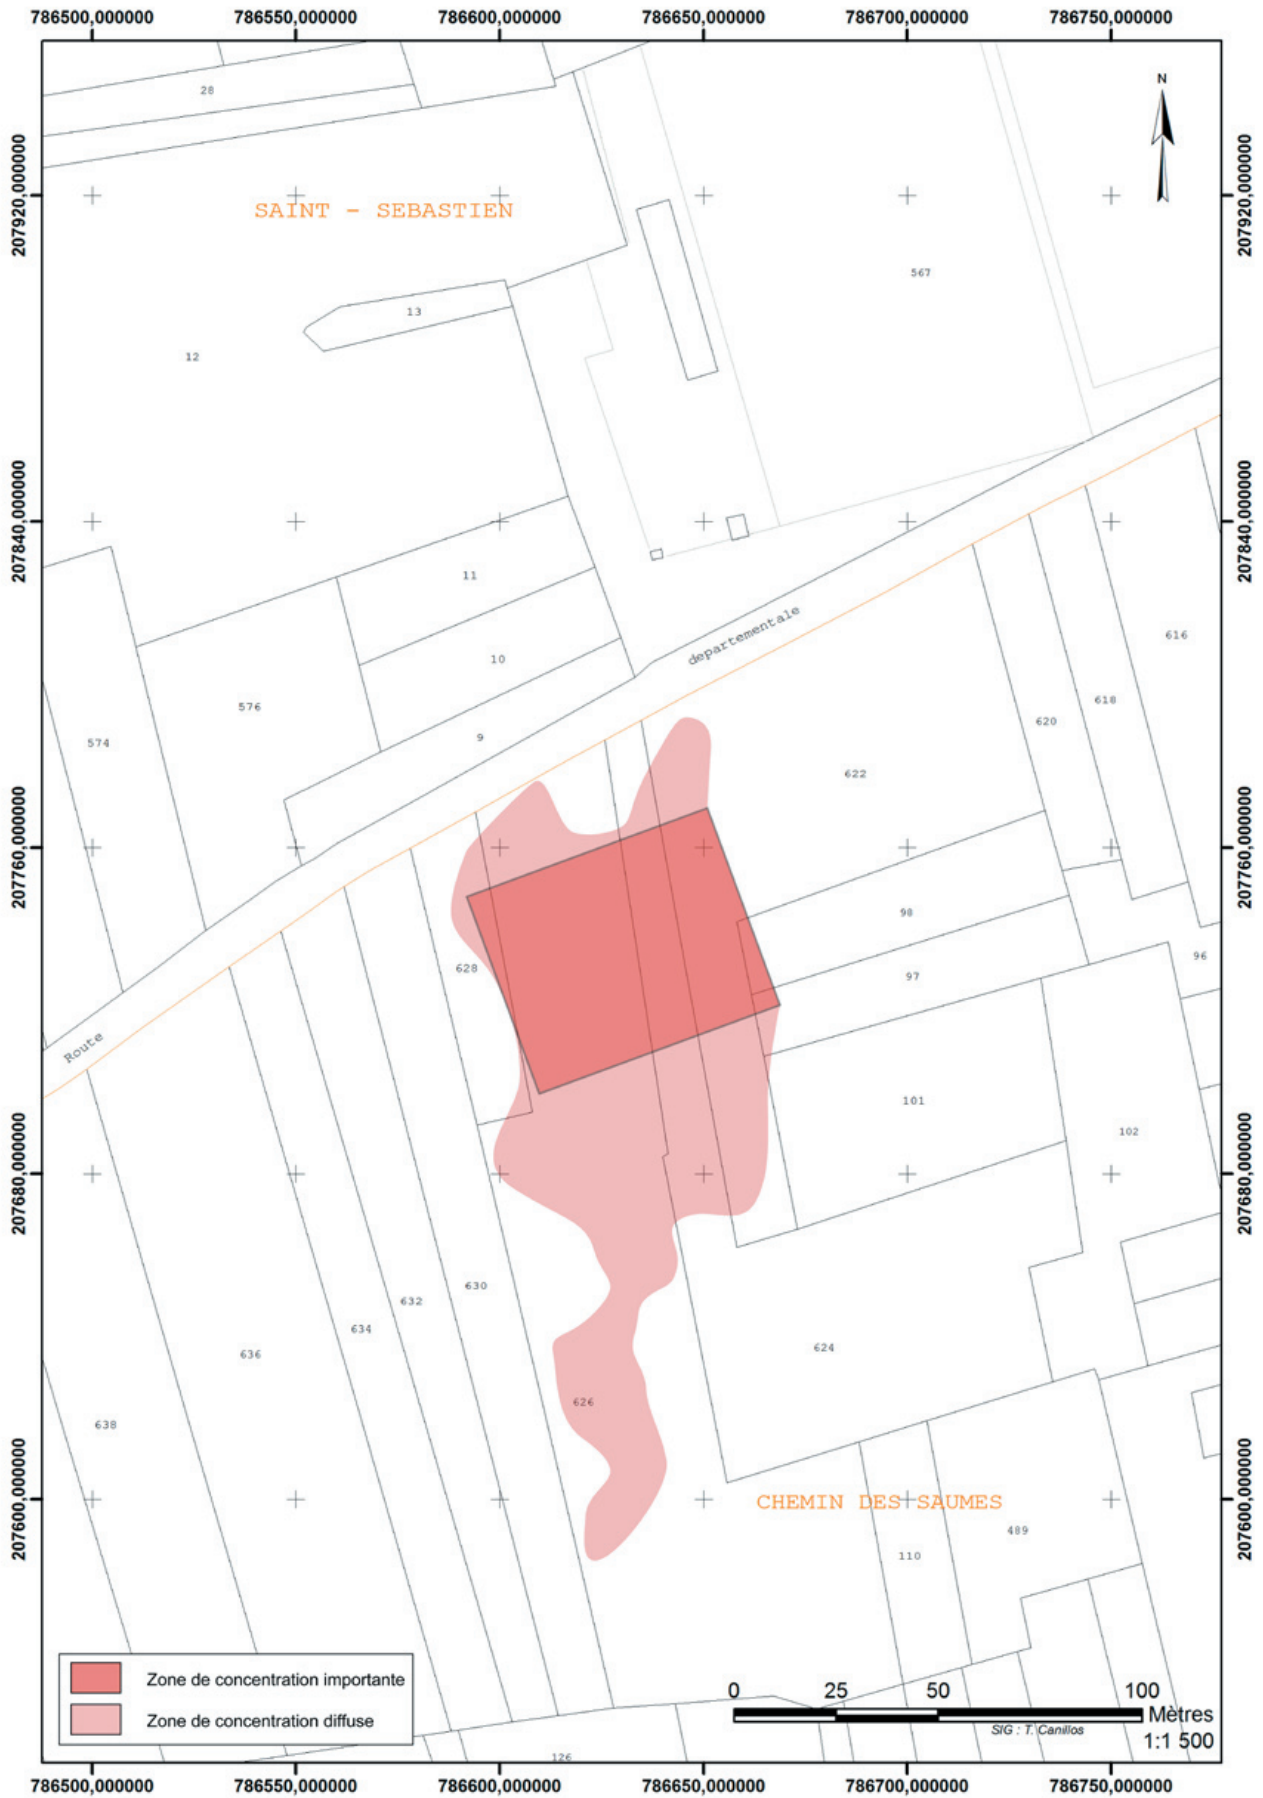 786500,000000 786550,000000 786600,000000 786650,000000 786700,000000 786750,000000
28
N
207920,000000 207920,000000
SAINT - SEBASTIEN
567
13
12
207840,000000 207840,000000
11
departementale
616
10
618
576
620
9
574
622
207760,000000 207760,000000
98
96
628
97
Route
101
102
207680,000000 207680,000000
630
632
634
624
636
626
638
207600,000000 207600,000000
CHEMIN DES SAUMES
489
110
Zone de concentration importante
Zone de concentration diffuse
0 25 50 100
Mètres
SIG : T. Canillos
1:1 500
126
786500,000000 786550,000000 786600,000000 786650,000000 786700,000000 786750,000000